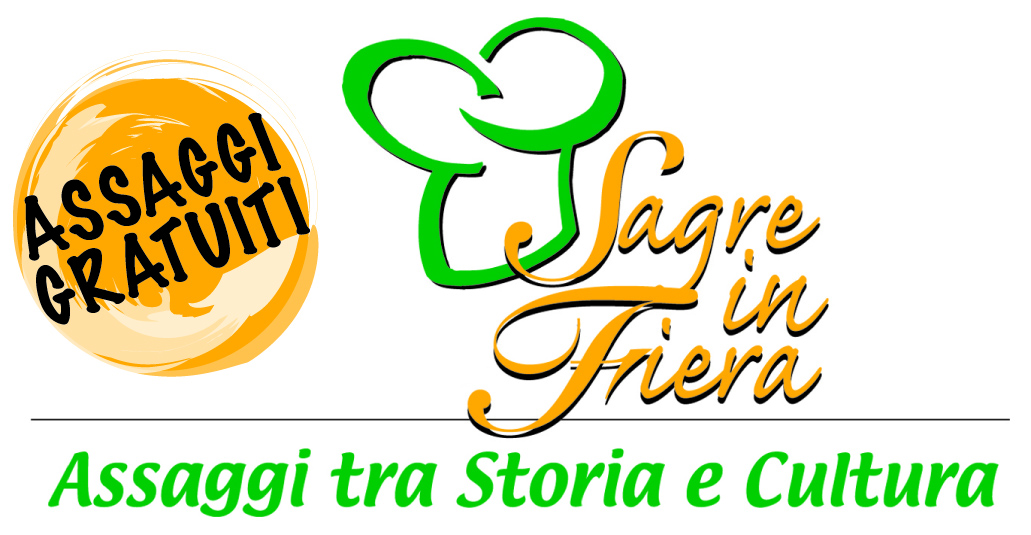 ASSAGGI
GRATUITI
Sagre
in
Fiera
Assaggi tra Storia e Cultura